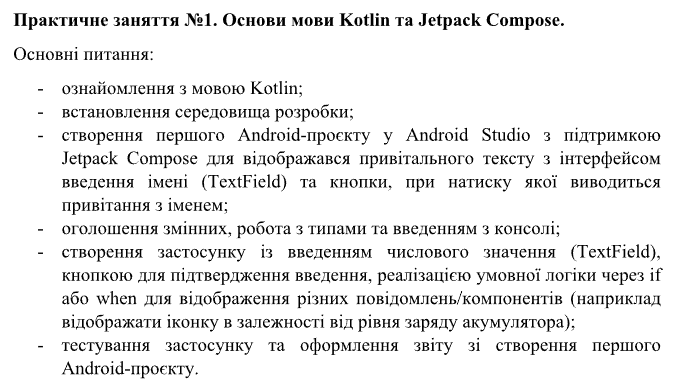 Практичне заняття №1. Основи мови Kotlin та Jetpack Compose.
Основні питання:
- ознайомлення з мовою Kotlin;
- встановлення середовища розробки;
- створення першого Android-проєкту у Android Studio з підтримкою
Jetpack Compose для відображався привітального тексту з інтерфейсом
введення імені (TextField) та кнопки, при натиску якої виводиться
привітання з іменем;
- оголошення змінних, робота з типами та введенням з консолі;
- створення застосунку із введенням числового значення (TextField),
кнопкою для підтвердження введення, реалізацією умовної логіки через if
або when для відображення різних повідомлень/компонентів (наприклад
відображати іконку в залежності від рівня заряду акумулятора);
- тестування застосунку та оформлення звіту зі створення першого
Android-проєкту.